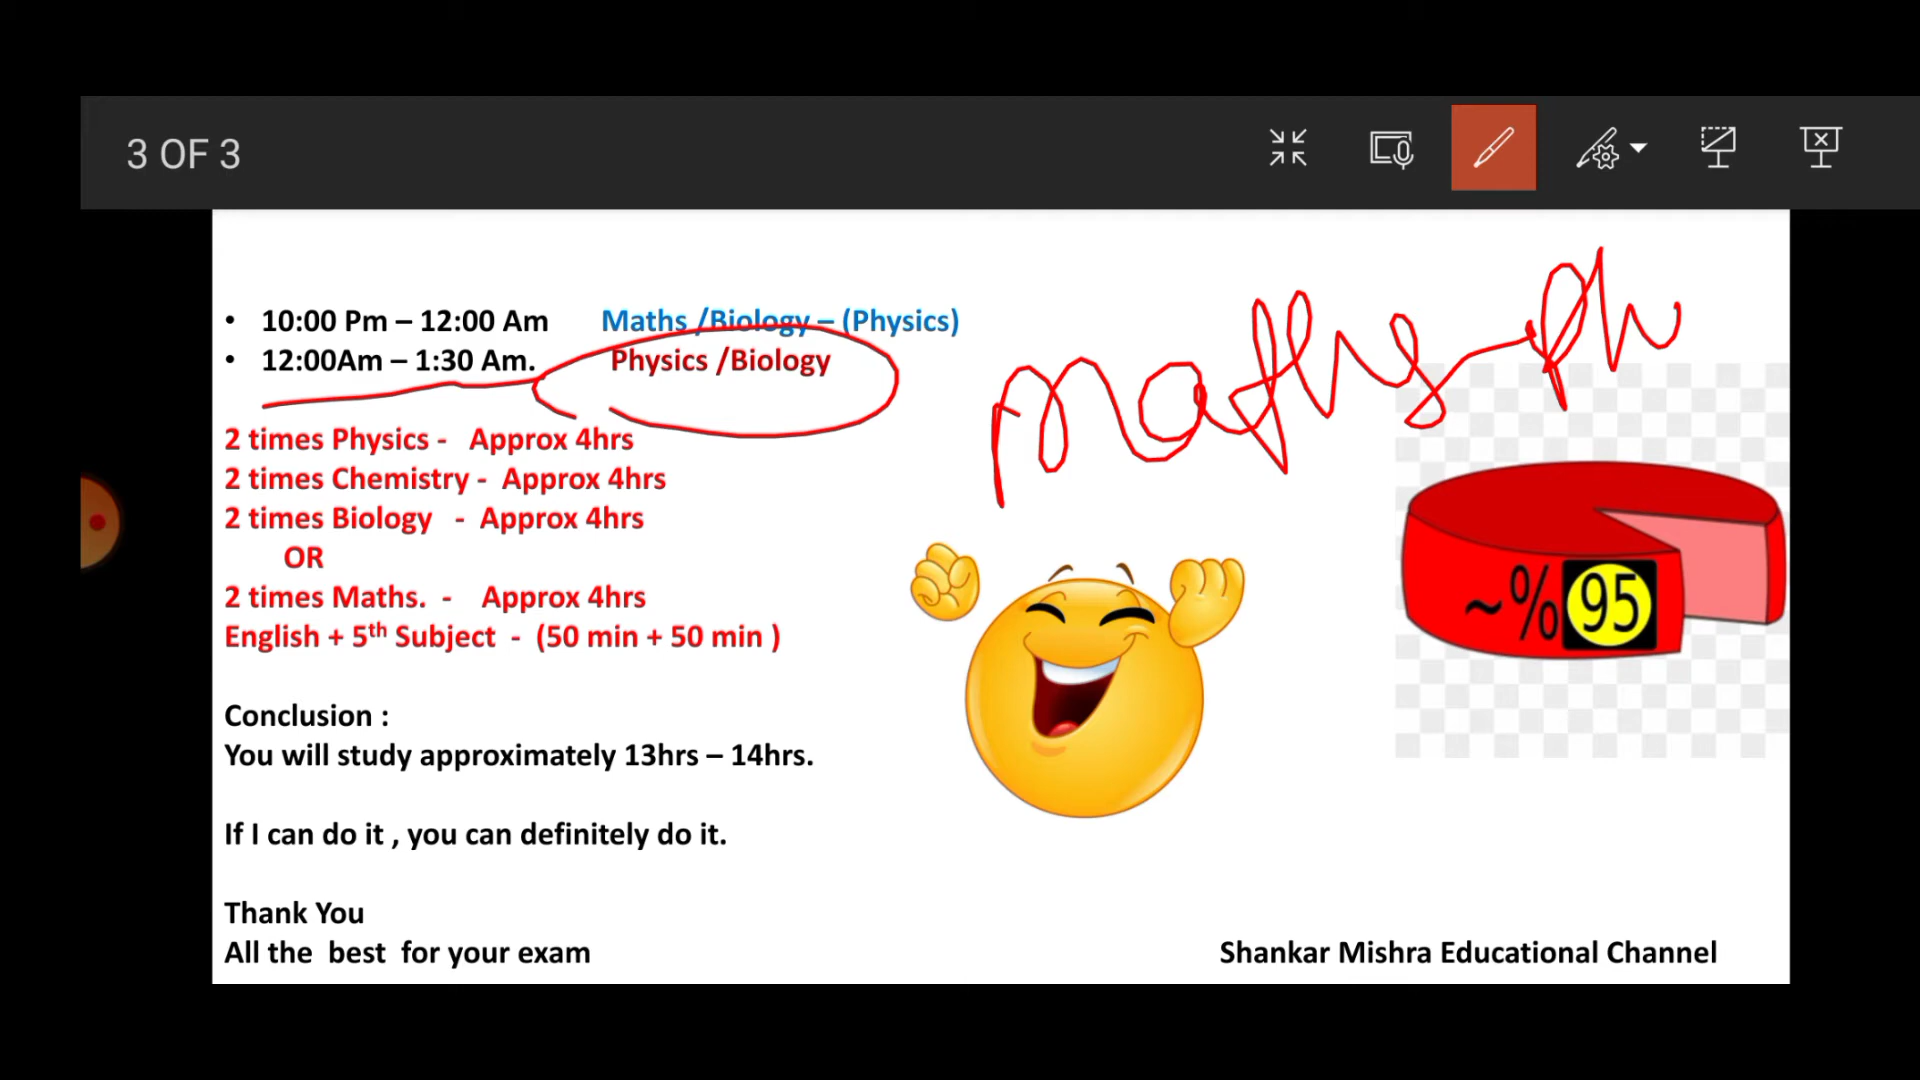 3 OF 3
• 10:00 Pm – 12:00 Am Maths /Biology – (Physics)
• 12:00Am – 1:30 Am. Physics /Biology
maths - Ph
2 times Physics - Approx 4hrs
2 times Chemistry - Approx 4hrs
2 times Biology - Approx 4hrs
OR
2 times Maths. - Approx 4hrs
English + 5th Subject - (50 min + 50 min )
~%95
Conclusion :
You will study approximately 13hrs – 14hrs.
If I can do it , you can definitely do it.
Thank You
All the best for your exam
Shankar Mishra Educational Channel